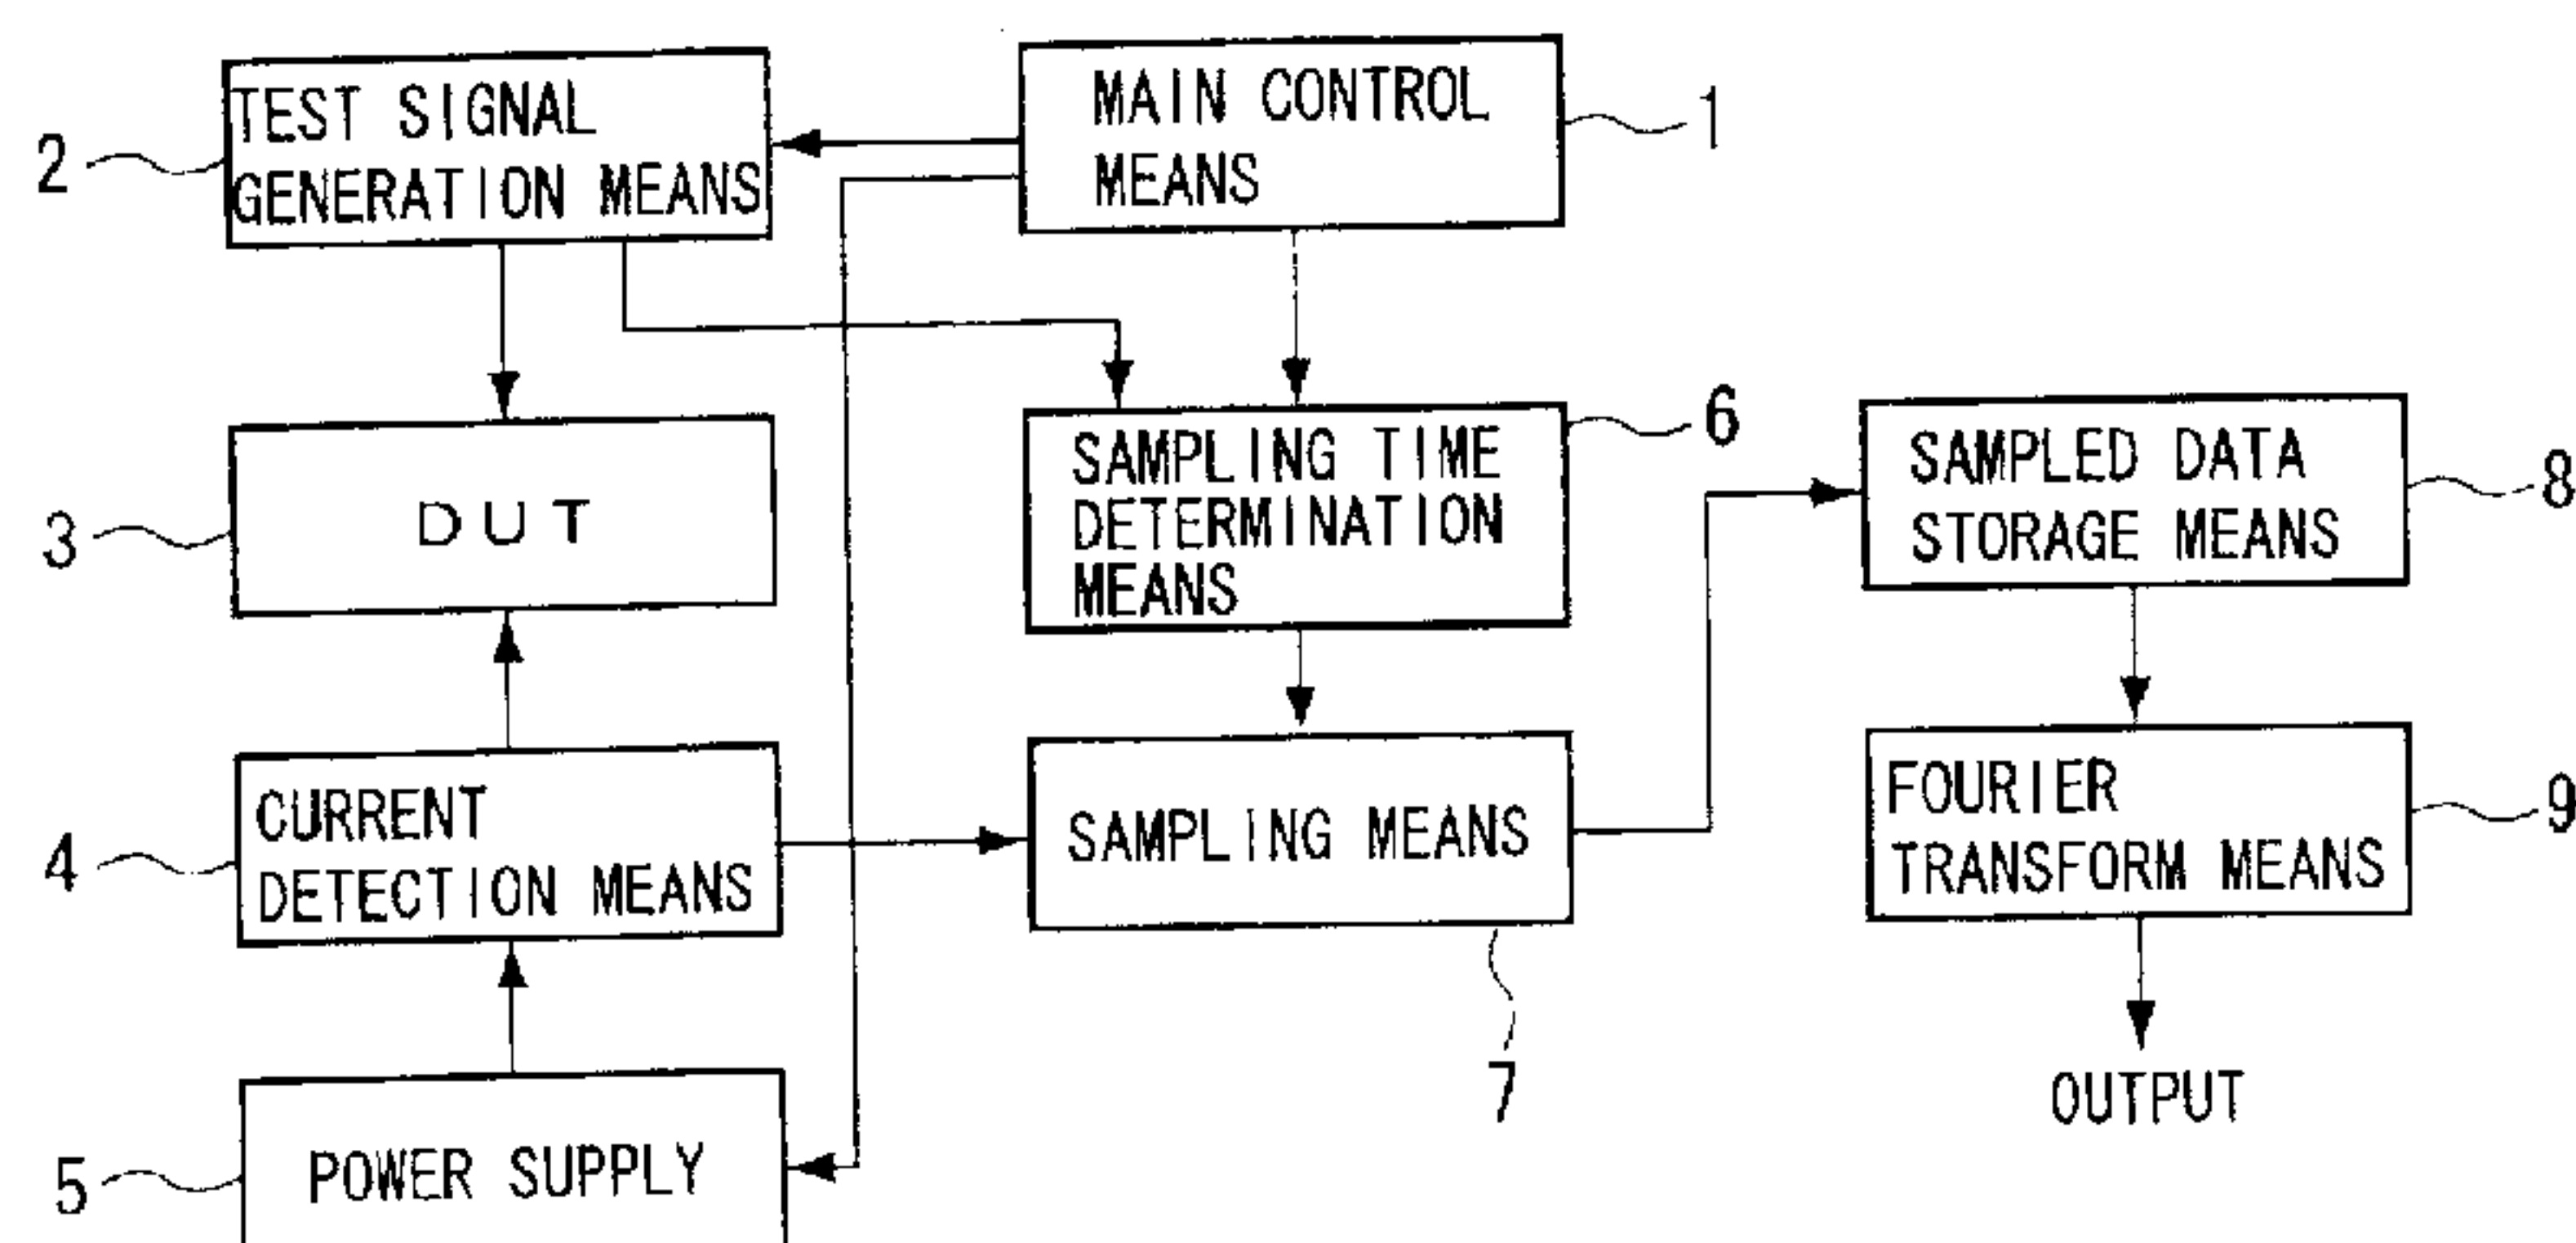 TEST SIGNAL
GENERATION MEANS
2
MAIN CONTROL
MEANS
1
DUT
3
SAMPLING TIME
DETERMINATION
MEANS
6
SAMPLED DATA
STORAGE MEANS
8
CURRENT
DETECTION MEANS
4
SAMPLING MEANS
7
FOURIER
TRANSFORM MEANS
9
POWER SUPPLY
5
OUTPUT